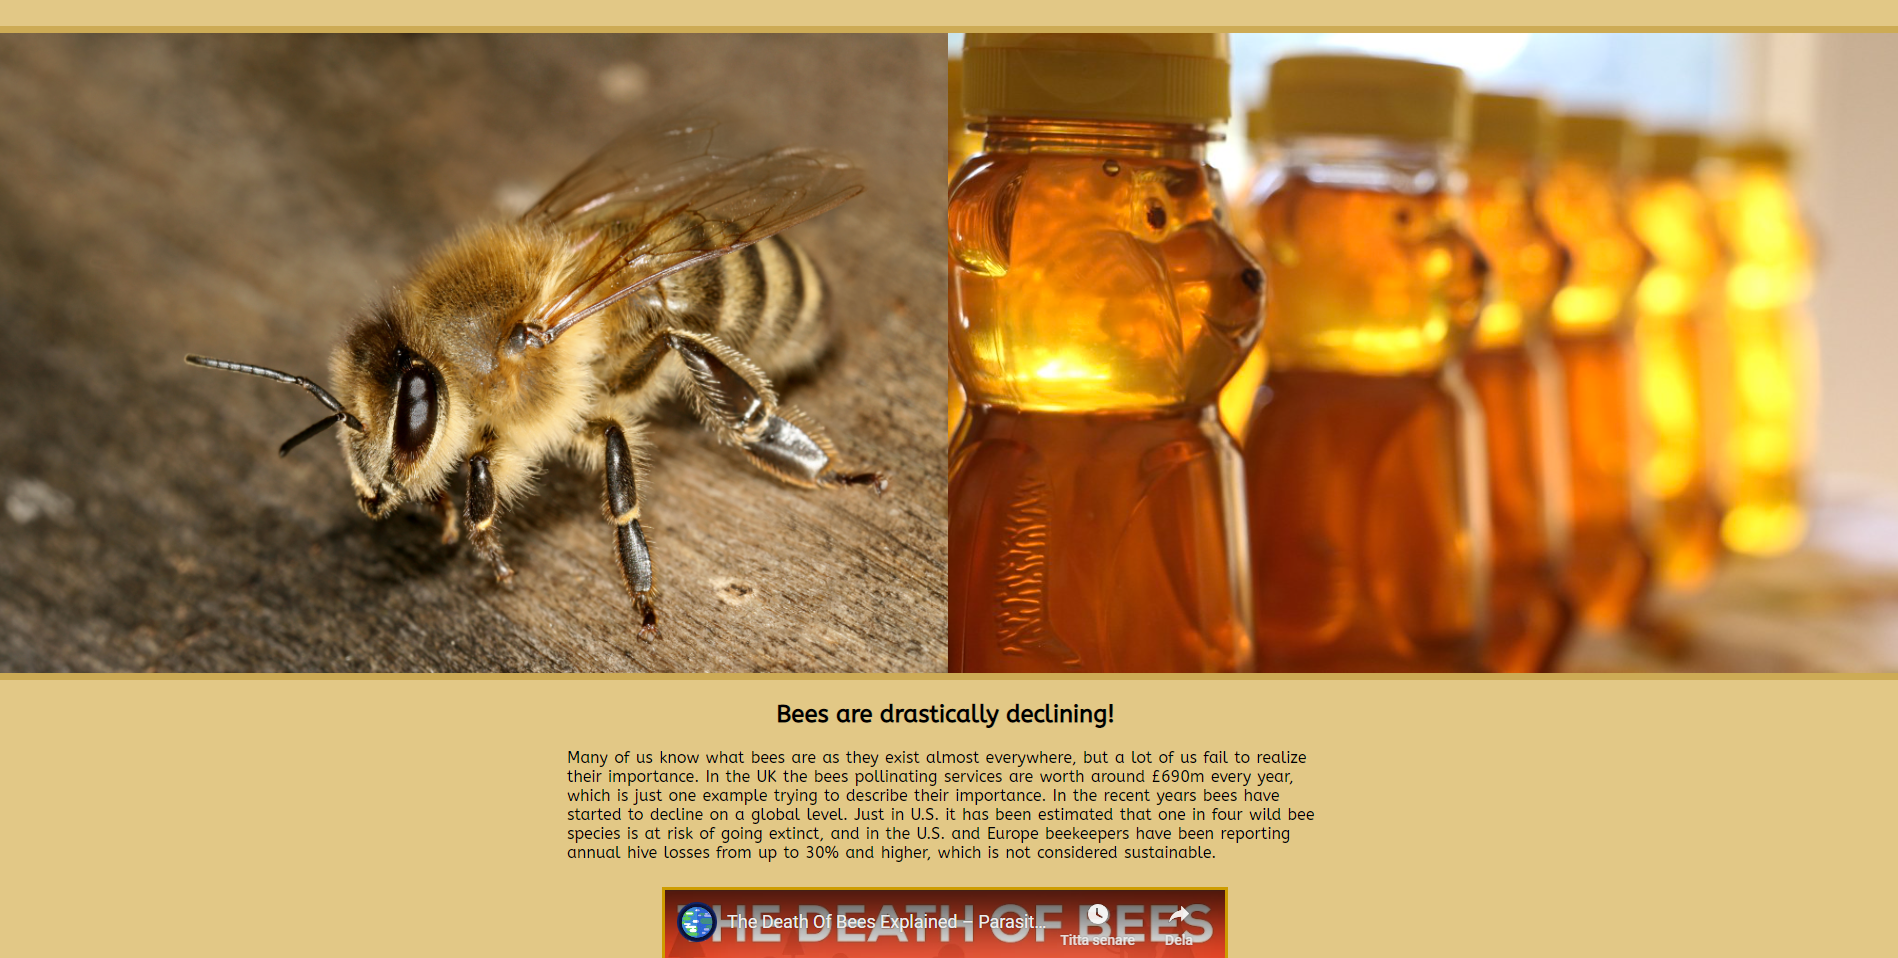 Bees are drastically declining!
Many of us know what bees are as they exist almost everywhere, but a lot of us fail to realize
their importance. In the UK the bees pollinating services are worth around £690m every year,
which is just one example trying to describe their importance. In the recent years bees have
started to decline on a global level. Just in U.S. it has been estimated that one in four wild bee
species is at risk of going extinct, and in the U.S. and Europe beekeepers have been reporting
annual hive losses from up to 30% and higher, which is not considered sustainable.
THE DEATH OF BEES
The Death Of Bees Explained – Parasit...
Titta senare Dela